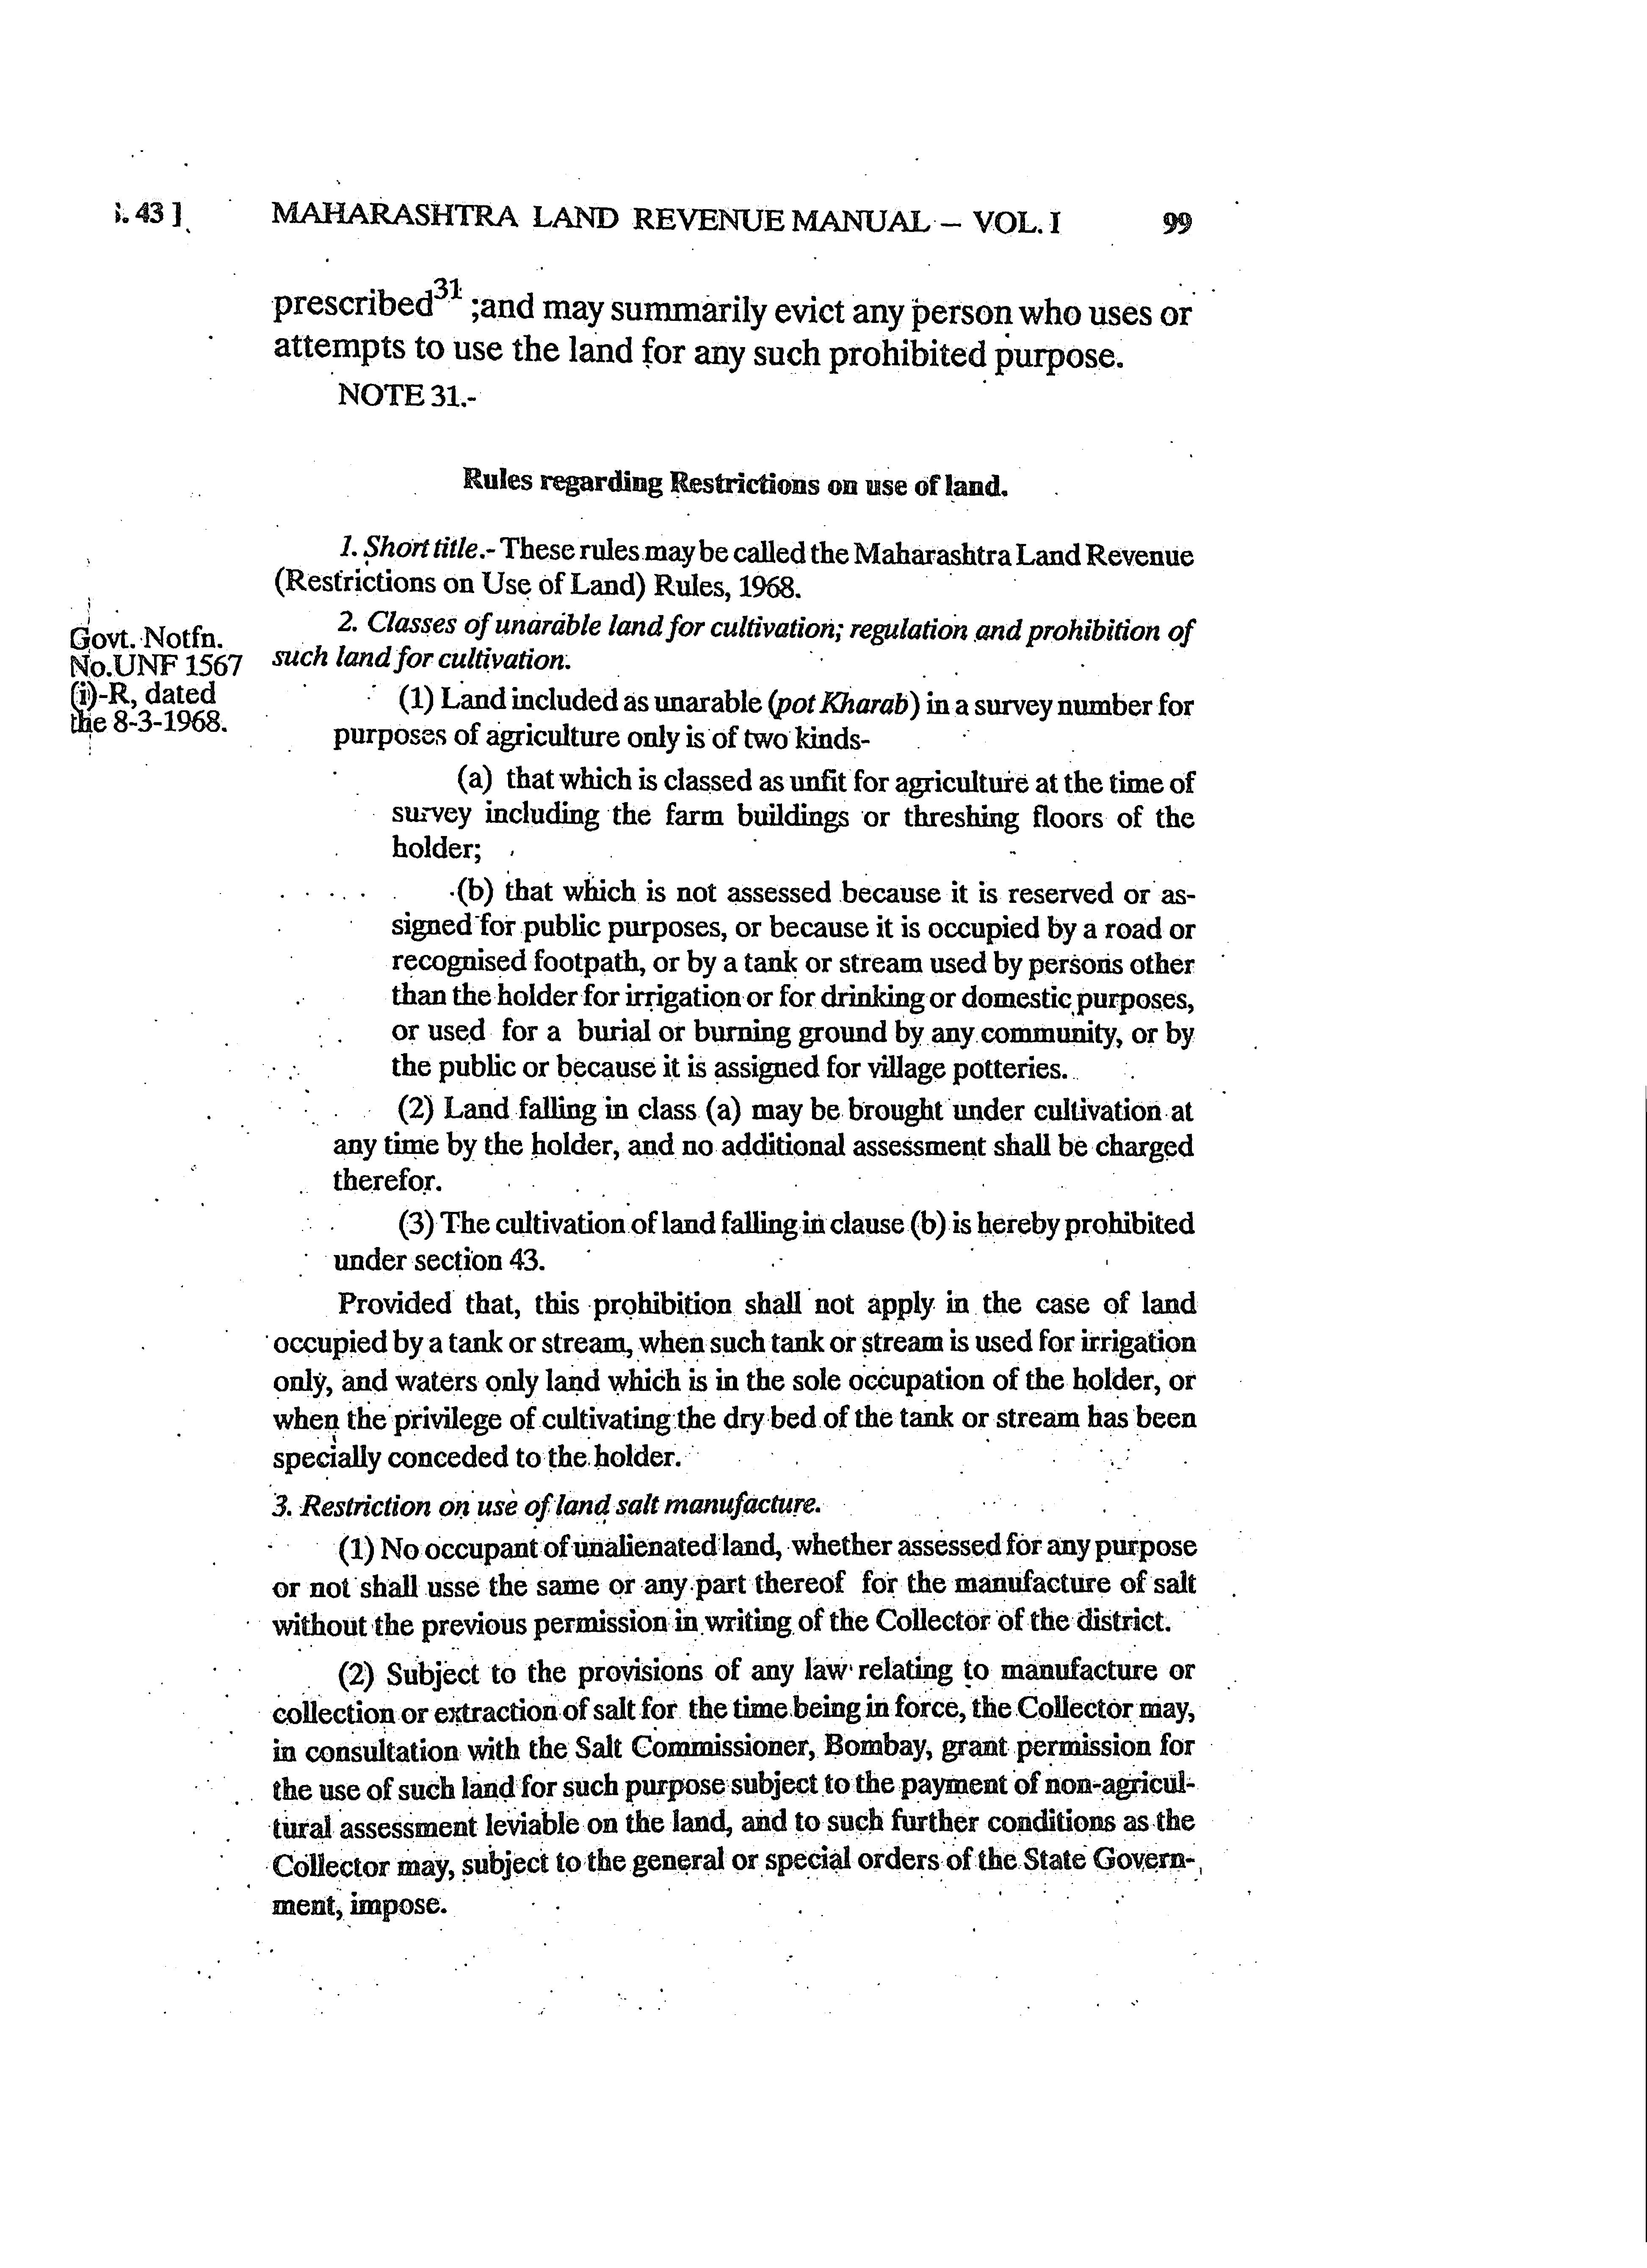 . 43 ] MAHARASHTRA LAND REVENUE MANUAL – VOL. I 99
prescribed31 ;and may summarily evict any person who uses or
attempts to use the land for any such prohibited purpose.
NOTE 31.-
Rules regarding Restrictions on use of land.
1. Short title.- These rules may be called the Maharashtra Land Revenue
(Restrictions on Use of Land) Rules, 1968.
Govt. Notfn.
No.UNF 1567
(i)-R, dated
the 8-3-1968.
2. Classes of unarable land for cultivation; regulation and prohibition of
such land for cultivation.
(1) Land included as unarable (pot Kharab) in a survey number for
purposes of agriculture only is of two kinds-
(a) that which is classed as unfit for agriculture at the time of
survey including the farm buildings or threshing floors of the
holder;
(b) that which is not assessed because it is reserved or as-
signed for public purposes, or because it is occupied by a road or
recognised footpath, or by a tank or stream used by persons other
than the holder for irrigation or for drinking or domestic purposes,
or used for a burial or burning ground by any community, or by
the public or because it is assigned for village potteries.
(2) Land falling in class (a) may be brought under cultivation at
any time by the holder, and no additional assessment shall be charged
therefor.
(3) The cultivation of land falling in clause (b) is hereby prohibited
under section 43.
Provided that, this prohibition shall not apply in the case of land
occupied by a tank or stream, when such tank or stream is used for irrigation
only, and waters only land which is in the sole occupation of the holder, or
when the privilege of cultivating the dry bed of the tank or stream has been
specially conceded to the holder.
3. Restriction on use of land salt manufacture.
(1) No occupant of unalienated land, whether assessed for any purpose
or not shall usse the same or any part thereof for the manufacture of salt
without the previous permission in writing of the Collector of the district.
(2) Subject to the provisions of any law relating to manufacture or
collection or extraction of salt for the time being in force, the Collector may,
in consultation with the Salt Commissioner, Bombay, grant permission for
the use of such land for such purpose subject to the payment of non-agricul-
tural assessment leviable on the land, and to such further conditions as the
Collector may, subject to the general or special orders of the State Govern-
ment, impose.